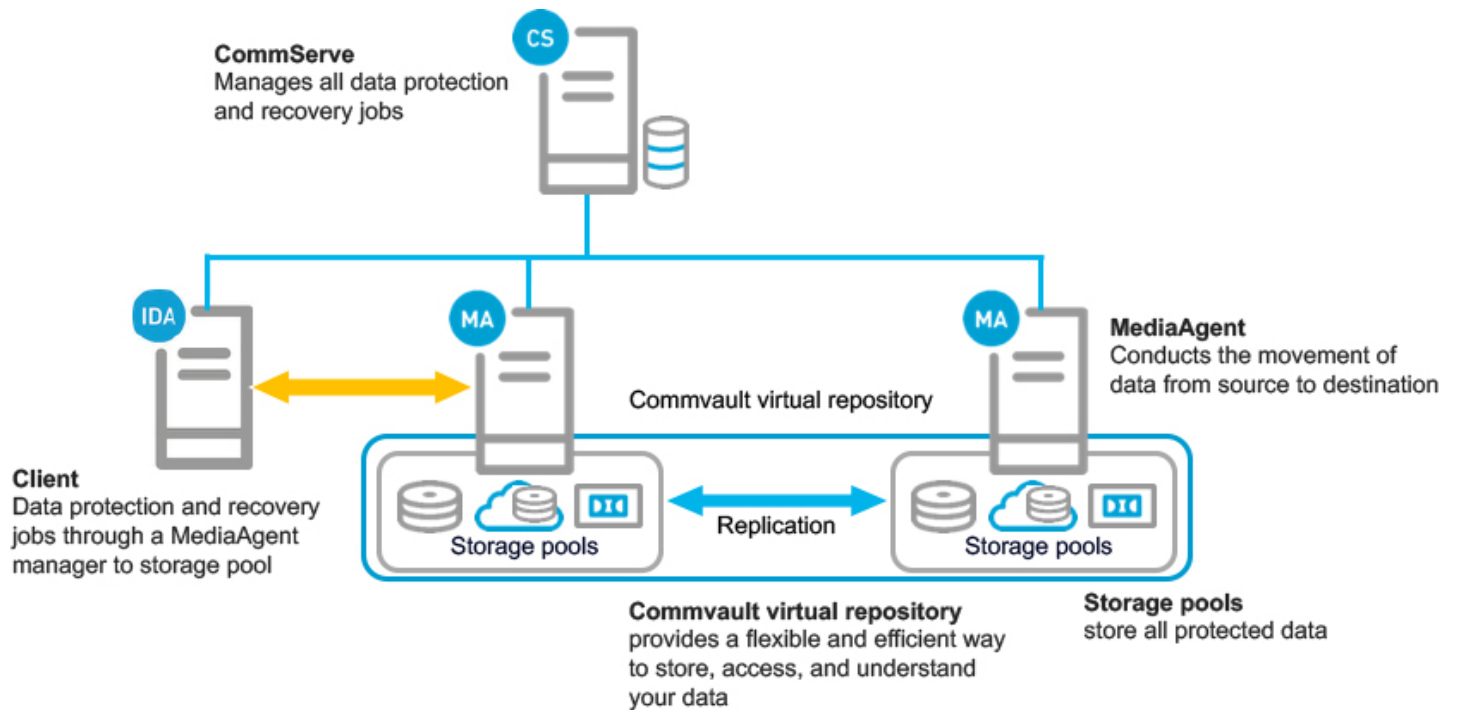 CS
CommServe
Manages all data protection
and recovery jobs
IDA
MA
MA
MediaAgent
Conducts the movement of
data from source to destination
Commvault virtual repository
Client
Data protection and recovery
jobs through a MediaAgent
manager to storage pool
Replication
Storage pools
Storage pools
Commvault virtual repository
provides a flexible and efficient way
to store, access, and understand
your data
Storage pools
store all protected data